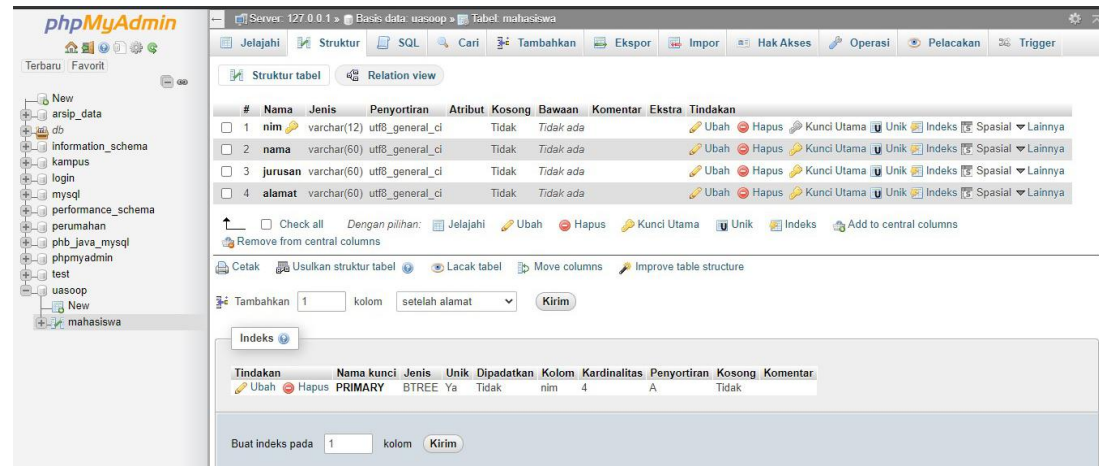 phpMyAdmin
Terbaru Favorit
New
arsip_data
db
information_schema
kampus
login
mysql
performance_schema
perumahan
phb_java_mysql
phpmyadmin
test
uasoop
New
mahasiswa
Server: 127.0.0.1 » Basis data: uasoop » Tabel: mahasiswa
Jelajahi Struktur SQL Cari Tambahkan Ekspor Impor Hak Akses Operasi Pelacakan Trigger
Struktur tabel Relation view
# Nama Jenis Penyortiran Atribut Kosong Bawaan Komentar Ekstra Tindakan
1 nim varchar(12) utf8_general_ci Tidak Tidak ada Ubah Hapus Kunci Utama Unik Indeks Spasial Lainnya
2 nama varchar(60) utf8_general_ci Tidak Tidak ada Ubah Hapus Kunci Utama Unik Indeks Spasial Lainnya
3 jurusan varchar(60) utf8_general_ci Tidak Tidak ada Ubah Hapus Kunci Utama Unik Indeks Spasial Lainnya
4 alamat varchar(60) utf8_general_ci Tidak Tidak ada Ubah Hapus Kunci Utama Unik Indeks Spasial Lainnya
Check all Dengan pilihan: Jelajahi Ubah Hapus Kunci Utama Unik Indeks Add to central columns
Remove from central columns
Cetak Usulkan struktur tabel Lacak tabel Move columns Improve table structure
Tambahkan 1 kolom setelah alamat Kirim
Indeks
Tindakan Nama kunci Jenis Unik Dipadatkan Kolom Kardinalitas Penyortiran Kosong Komentar
Ubah Hapus PRIMARY BTREE Ya Tidak nim 4 A Tidak
Buat indeks pada 1 kolom Kirim